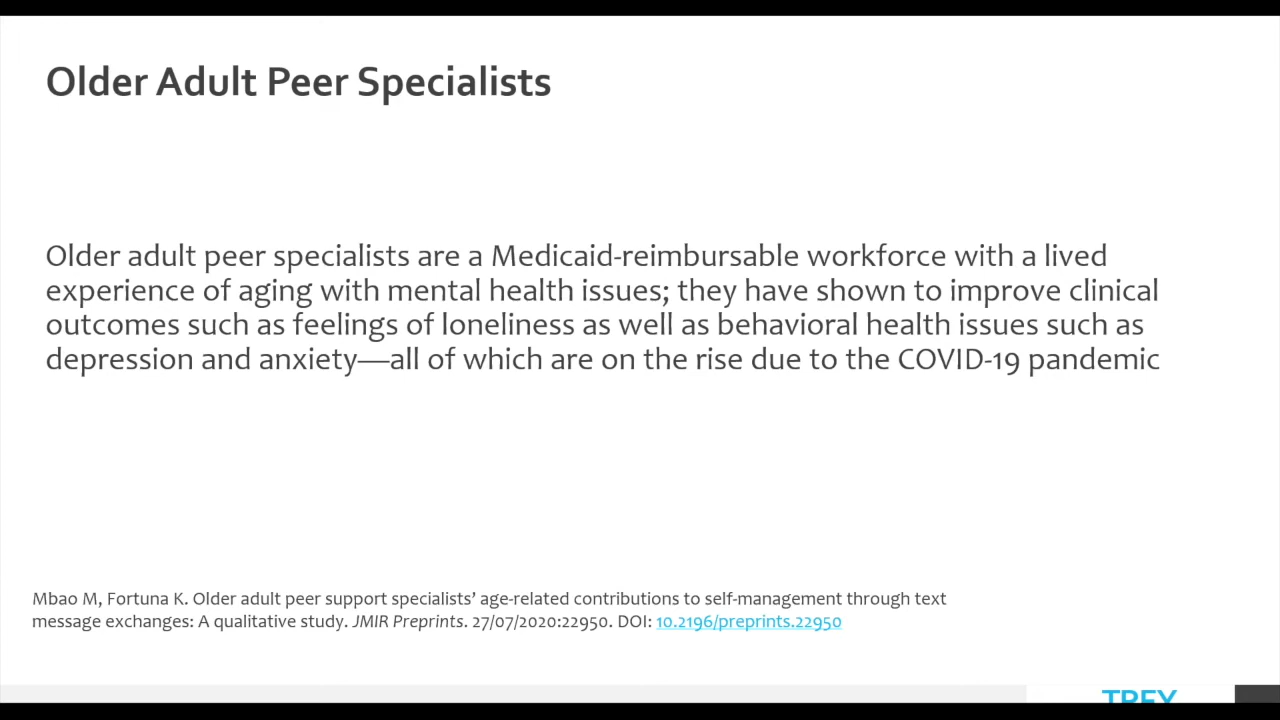 Older Adult Peer Specialists
Older adult peer specialists are a Medicaid-reimbursable workforce with a lived
experience of aging with mental health issues; they have shown to improve clinical
outcomes such as feelings of loneliness as well as behavioral health issues such as
depression and anxiety—all of which are on the rise due to the COVID-19 pandemic
Mbao M, Fortuna K. Older adult peer support specialists’ age-related contributions to self-management through text
message exchanges: A qualitative study. JMIR Preprints. 27/07/2020:22950. DOI: 10.2196/preprints.22950